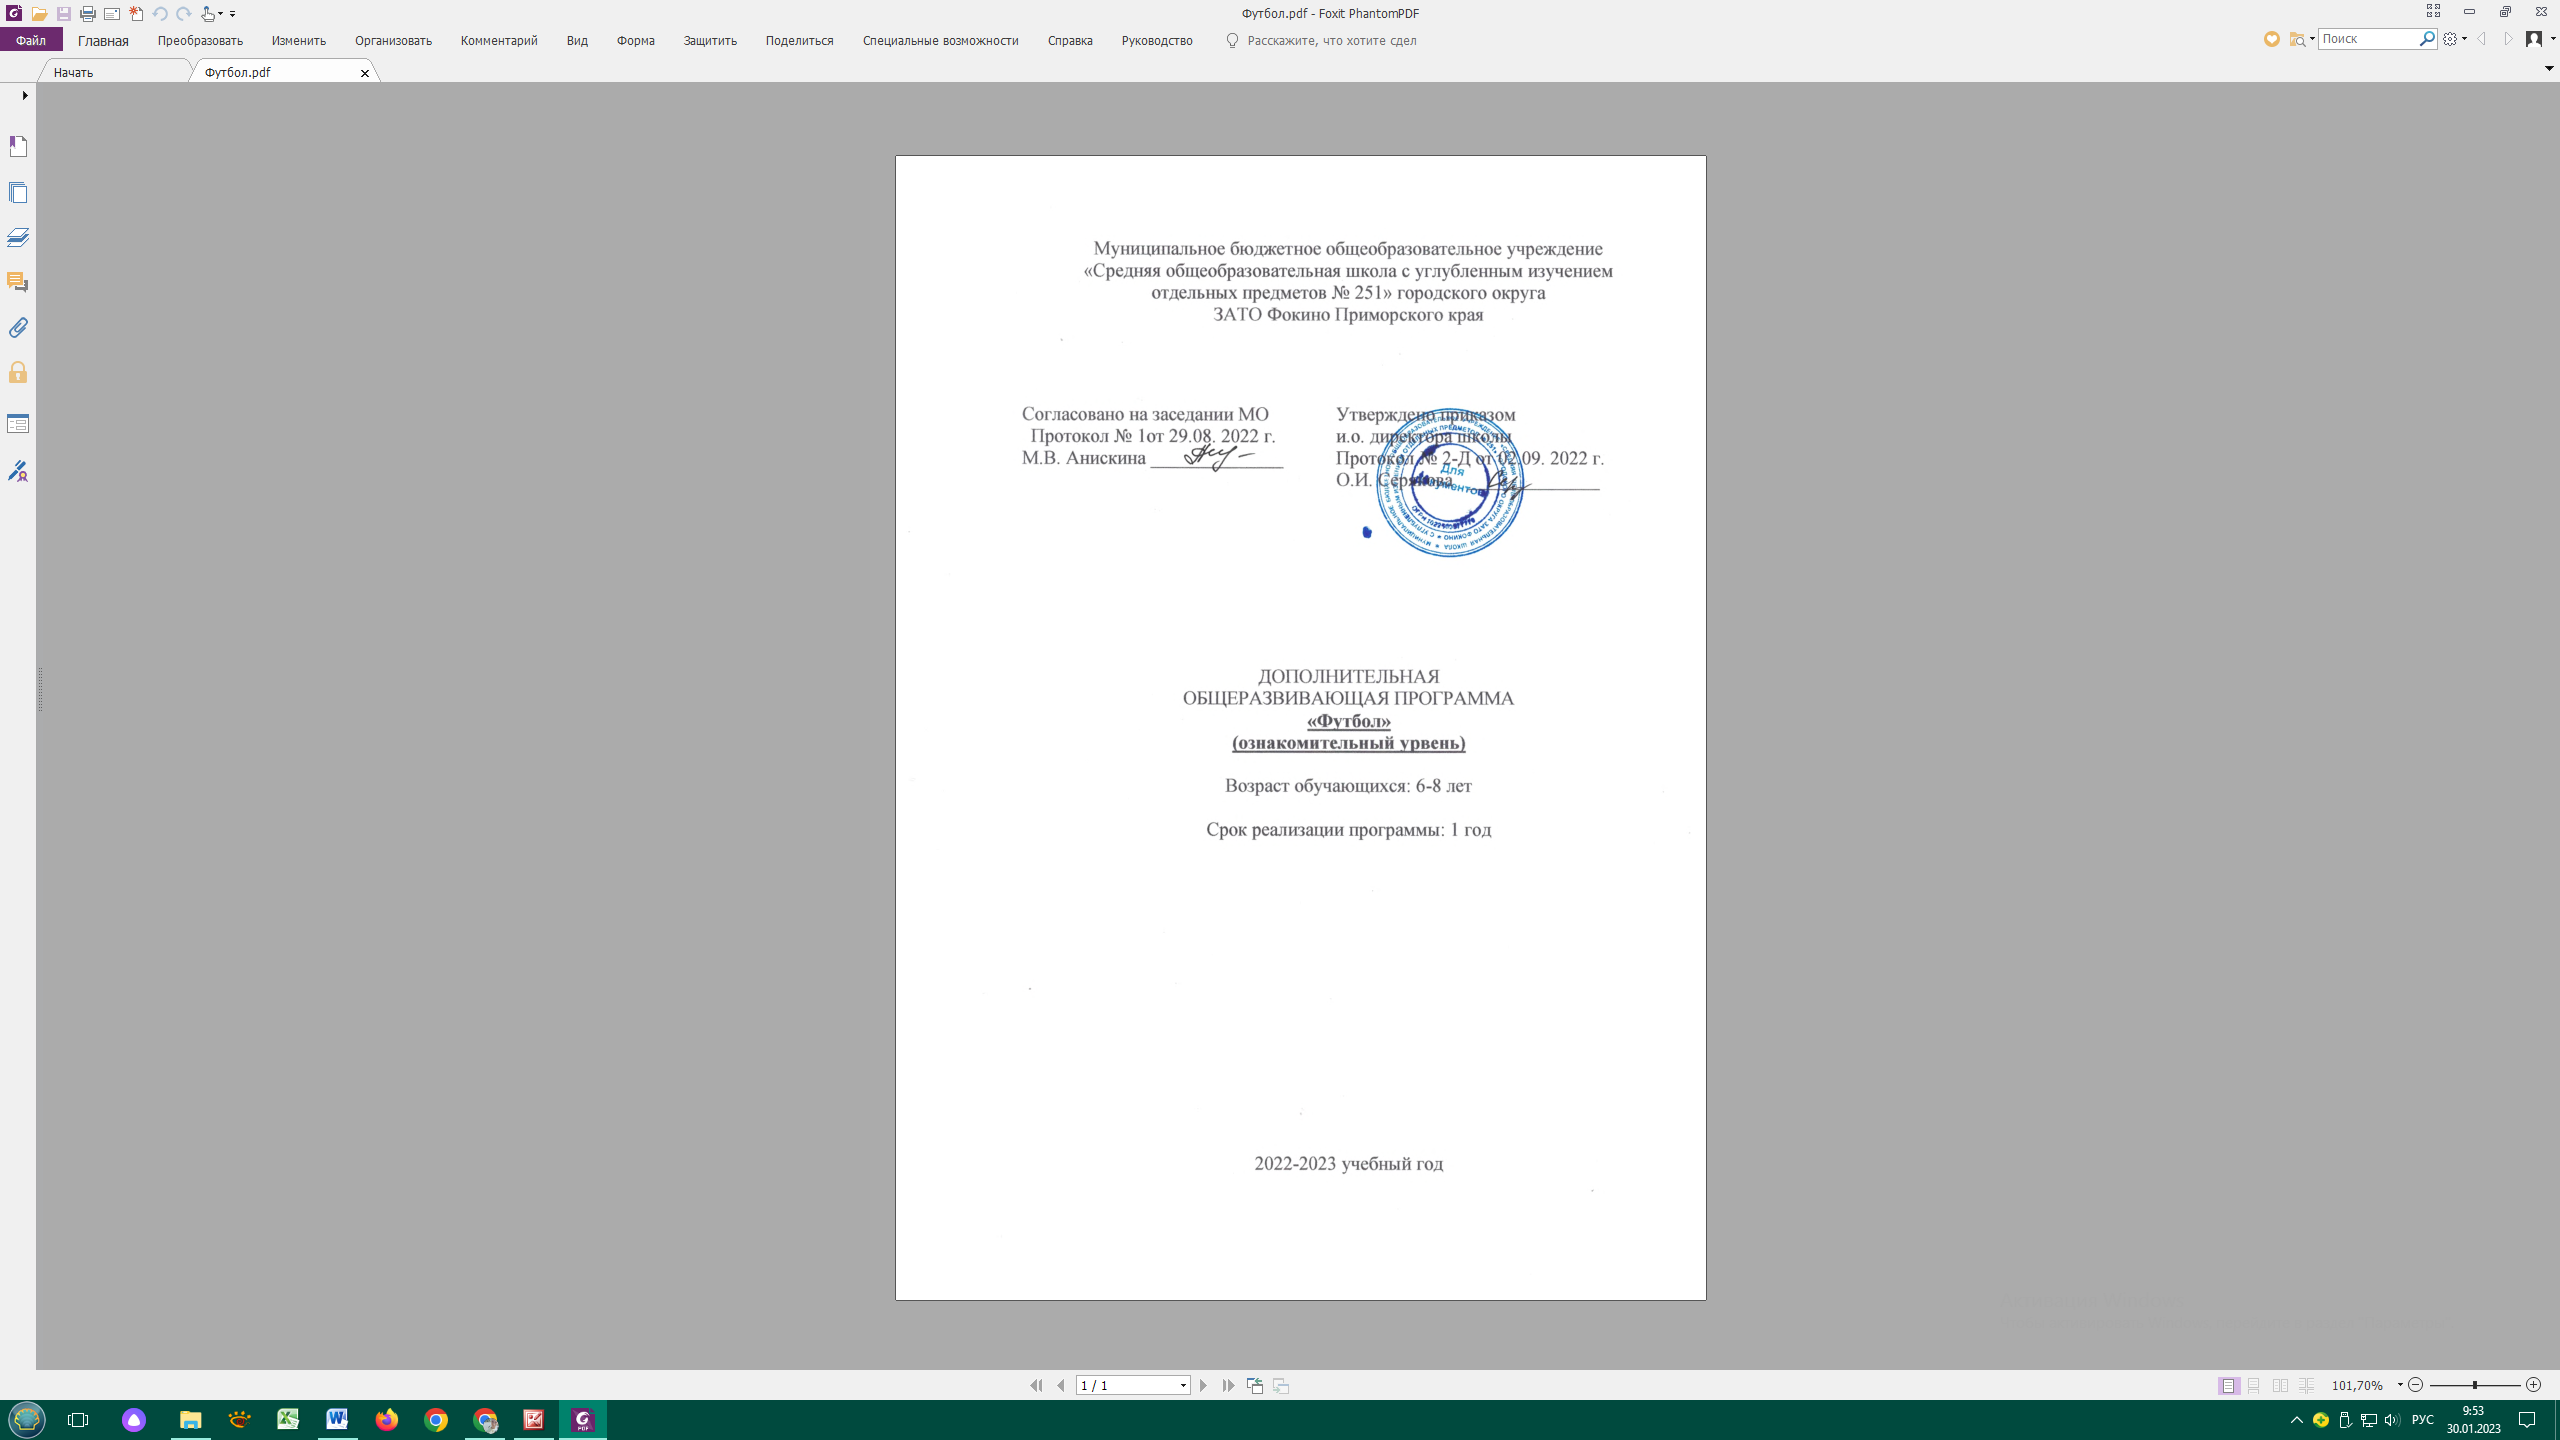 Футбол.pdf - Foxit PhantomPDF
Файл Главная Преобразовать Изменить Организовать Комментарий Вид Форма Защитить Поделиться Специальные возможности Справка Руководство Расскажите, что хотите сдел Поиск
Начать Футбол.pdf
Муниципальное бюджетное общеобразовательное учреждение
«Средняя общеобразовательная школа с углубленным изучением
отдельных предметов № 251» городского округа
ЗАТО Фокино Приморского края
Согласовано на заседании МО
Протокол № 1от 29.08. 2022 г.
М.В. Анискина
Утверждено приказом
и.о. директора школы
Протокол № 2-Д от 02.09. 2022 г.
О.И.
Для
документов
ДОПОЛНИТЕЛЬНАЯ
ОБЩЕРАЗВИВАЮЩАЯ ПРОГРАММА
«Футбол»
(ознакомительный урвень)
Возраст обучающихся: 6-8 лет
Срок реализации программы: 1 год
2022-2023 учебный год
1 / 1
101,70%
РУС
9:53
30.01.2023